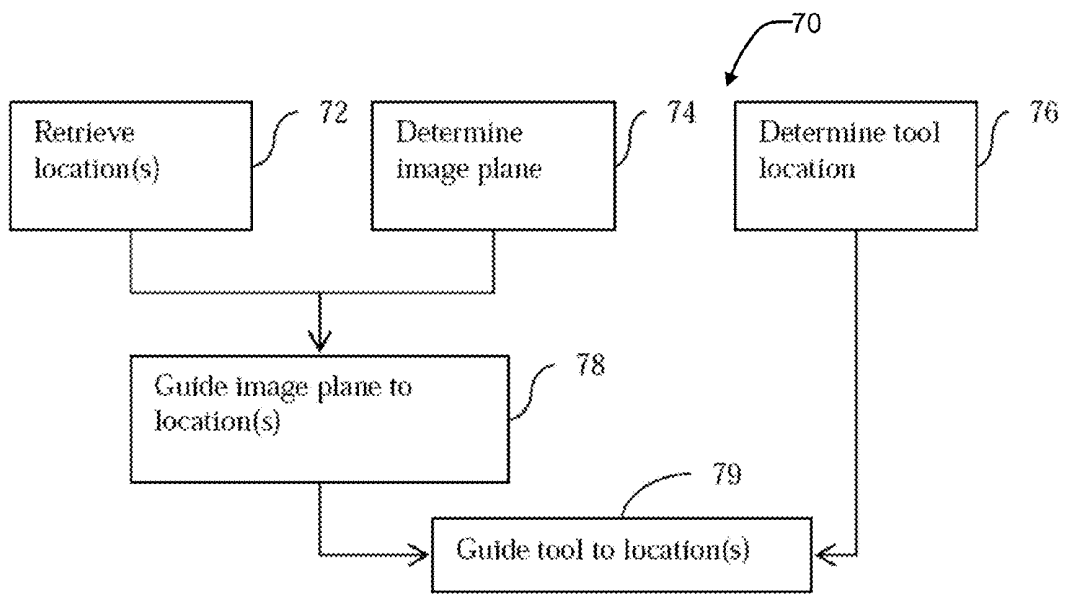 70
Retrieve
location(s)
72
Determine
image plane
74
Determine tool
location
76
Guide image plane to
location(s)
78
79
Guide tool to location(s)